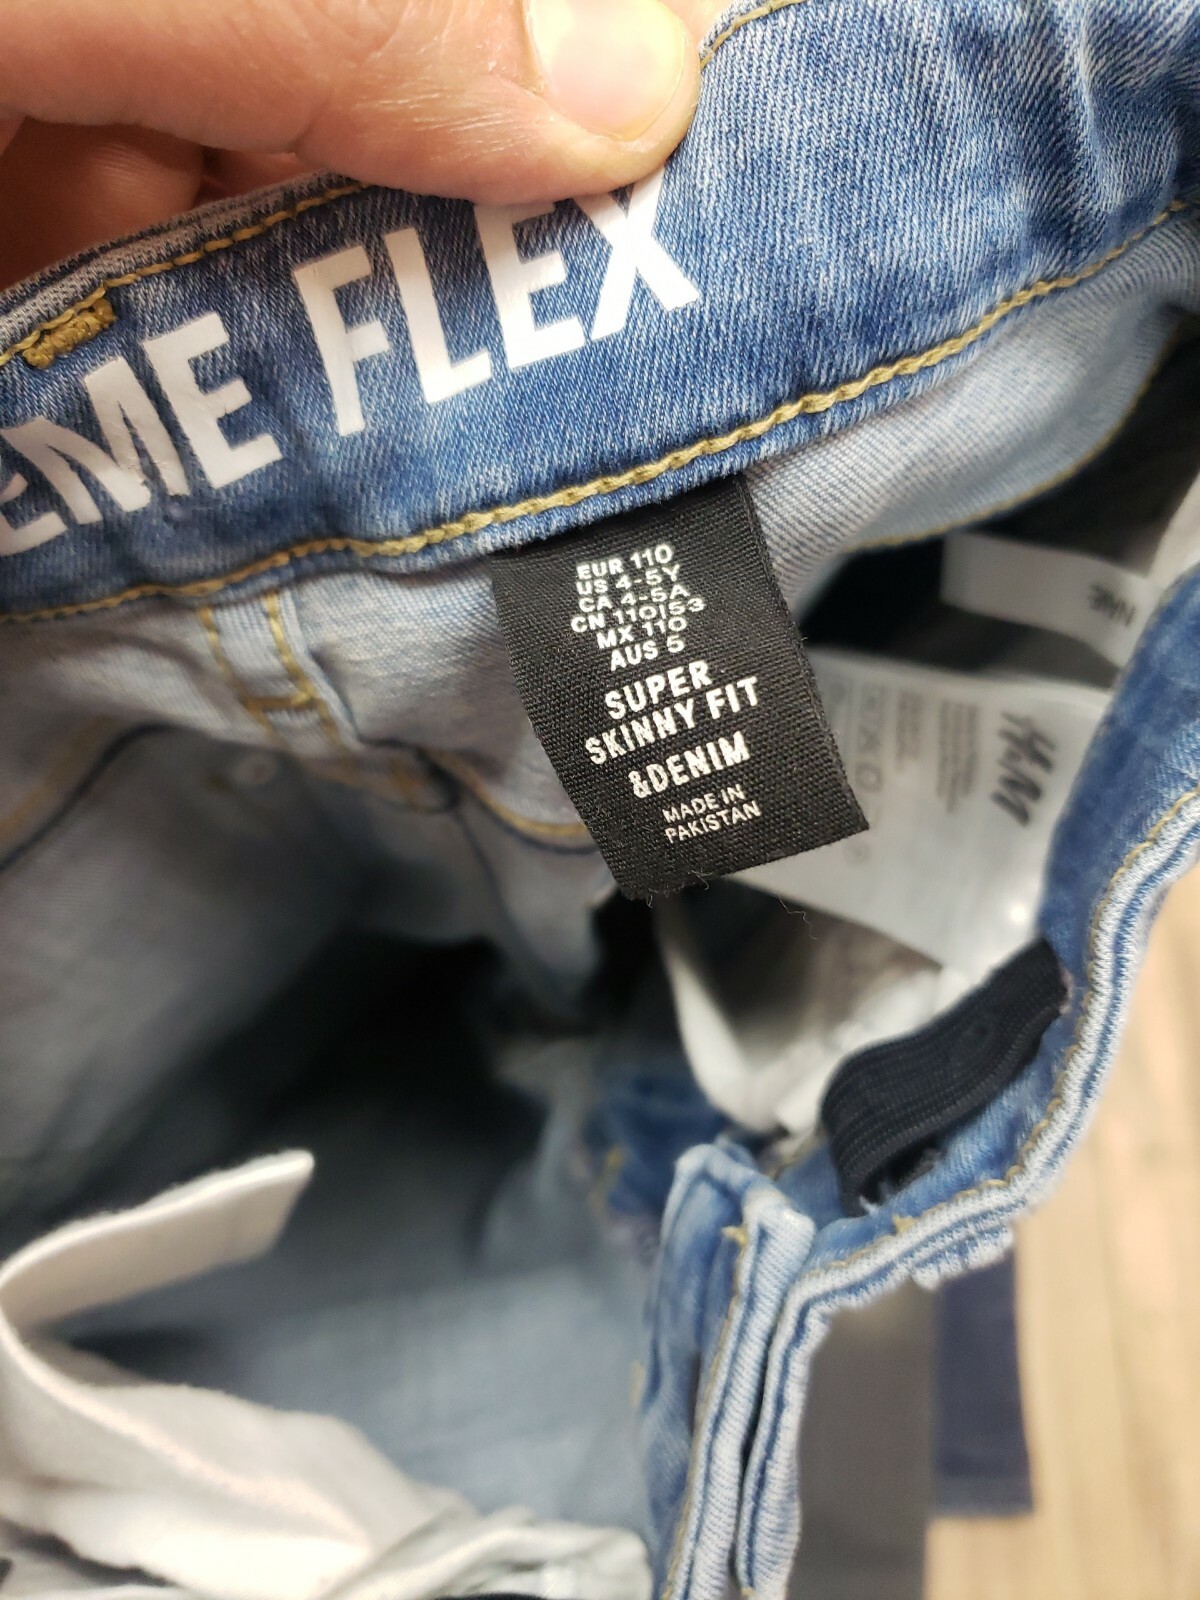 EME FLEX
EUR 110
US 4-5Y
CA 4-5A
CN 110/53
MX 110
AUS 5
SUPER
SKINNY FIT
&DENIM
MADE IN
PAKISTAN
H&M